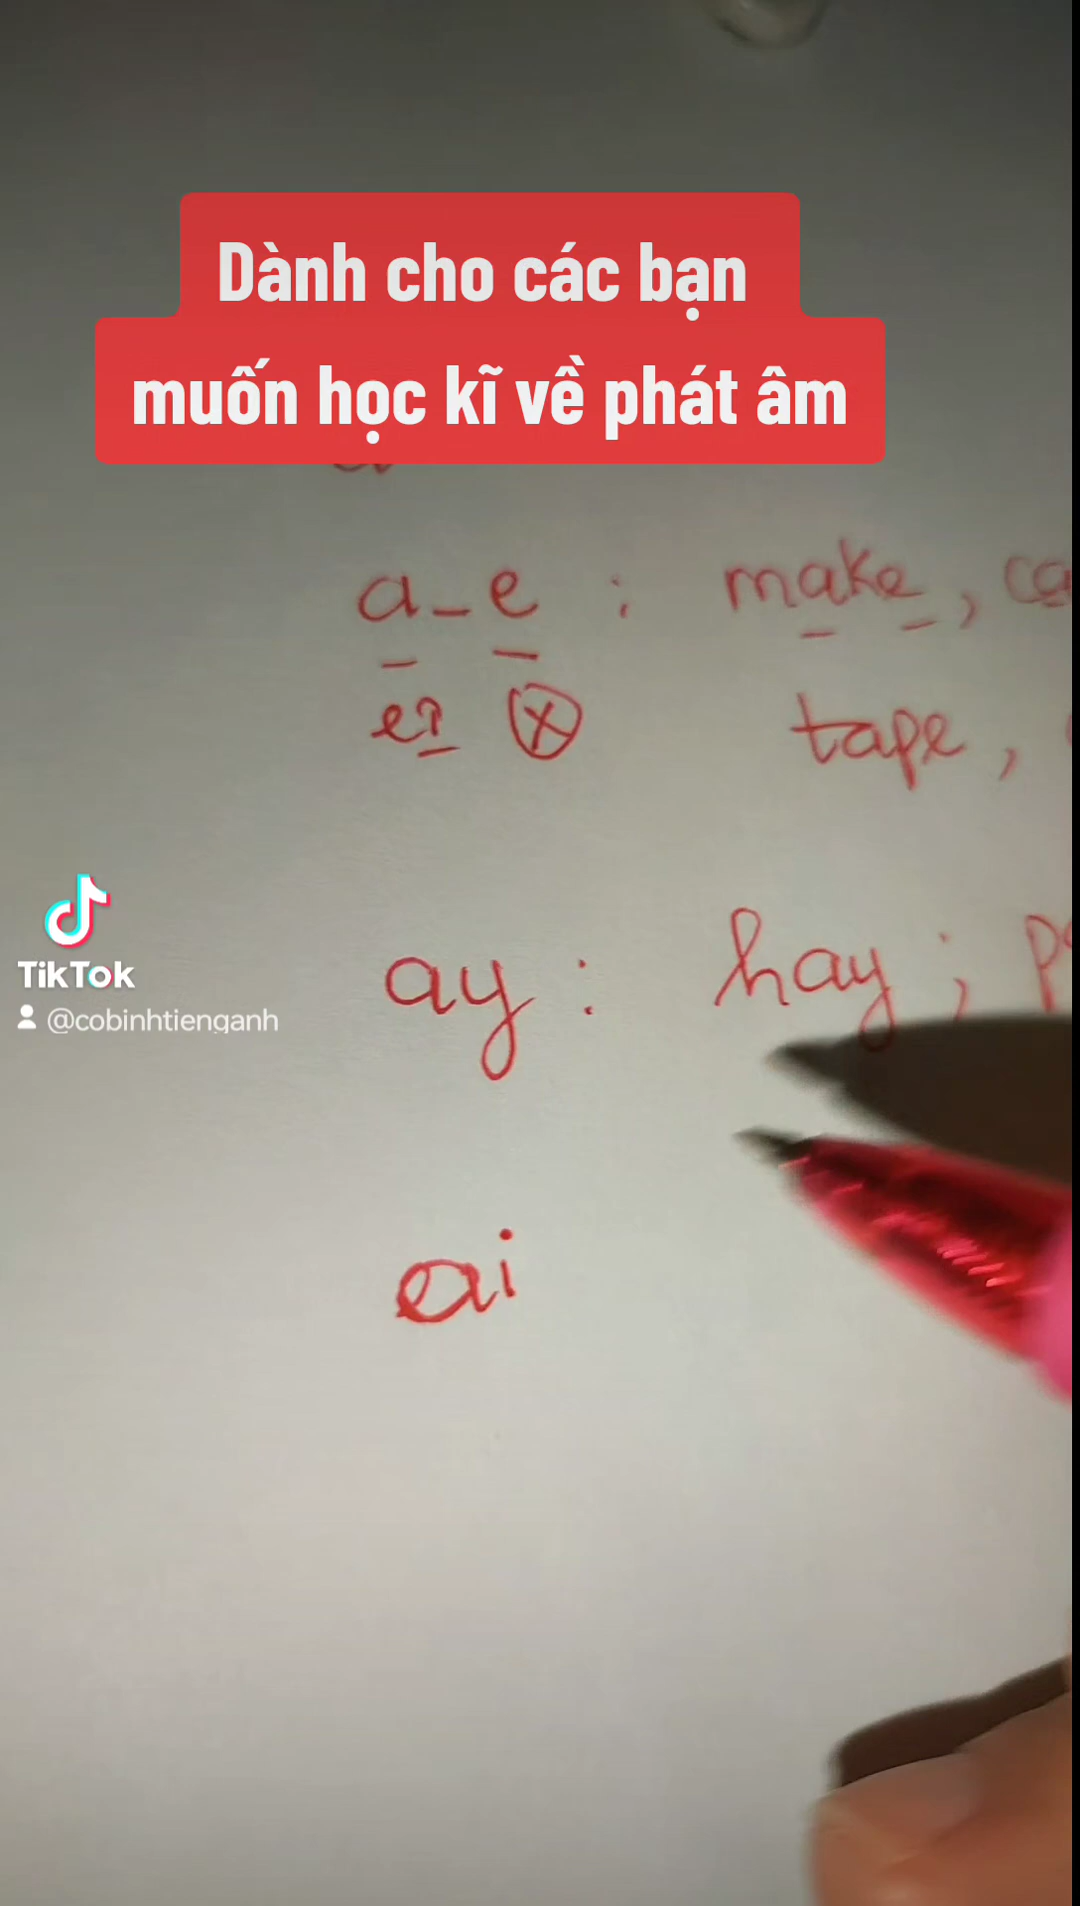 Dành cho các bạn
muốn học kĩ về phát âm
a_e : make,
eɪ x tape,
TikTok
@cobinhtienganh
ay : hay;
ai